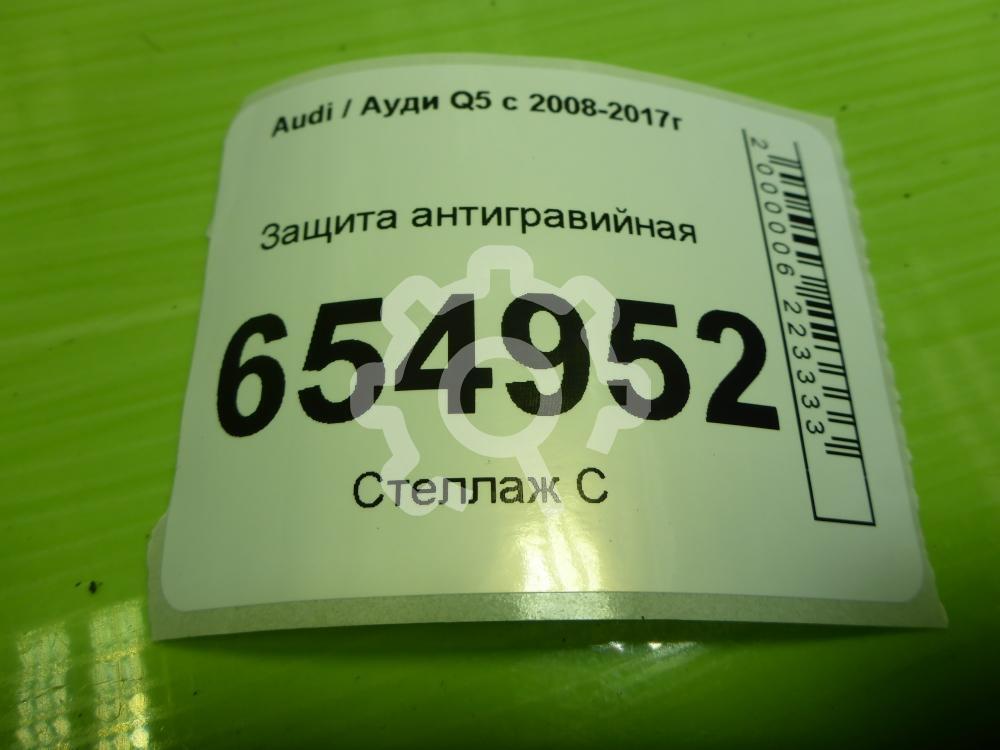 Audi / Ауди Q5 с 2008-2017г
Защита антигравийная
654952
Стеллаж С
2000006223333